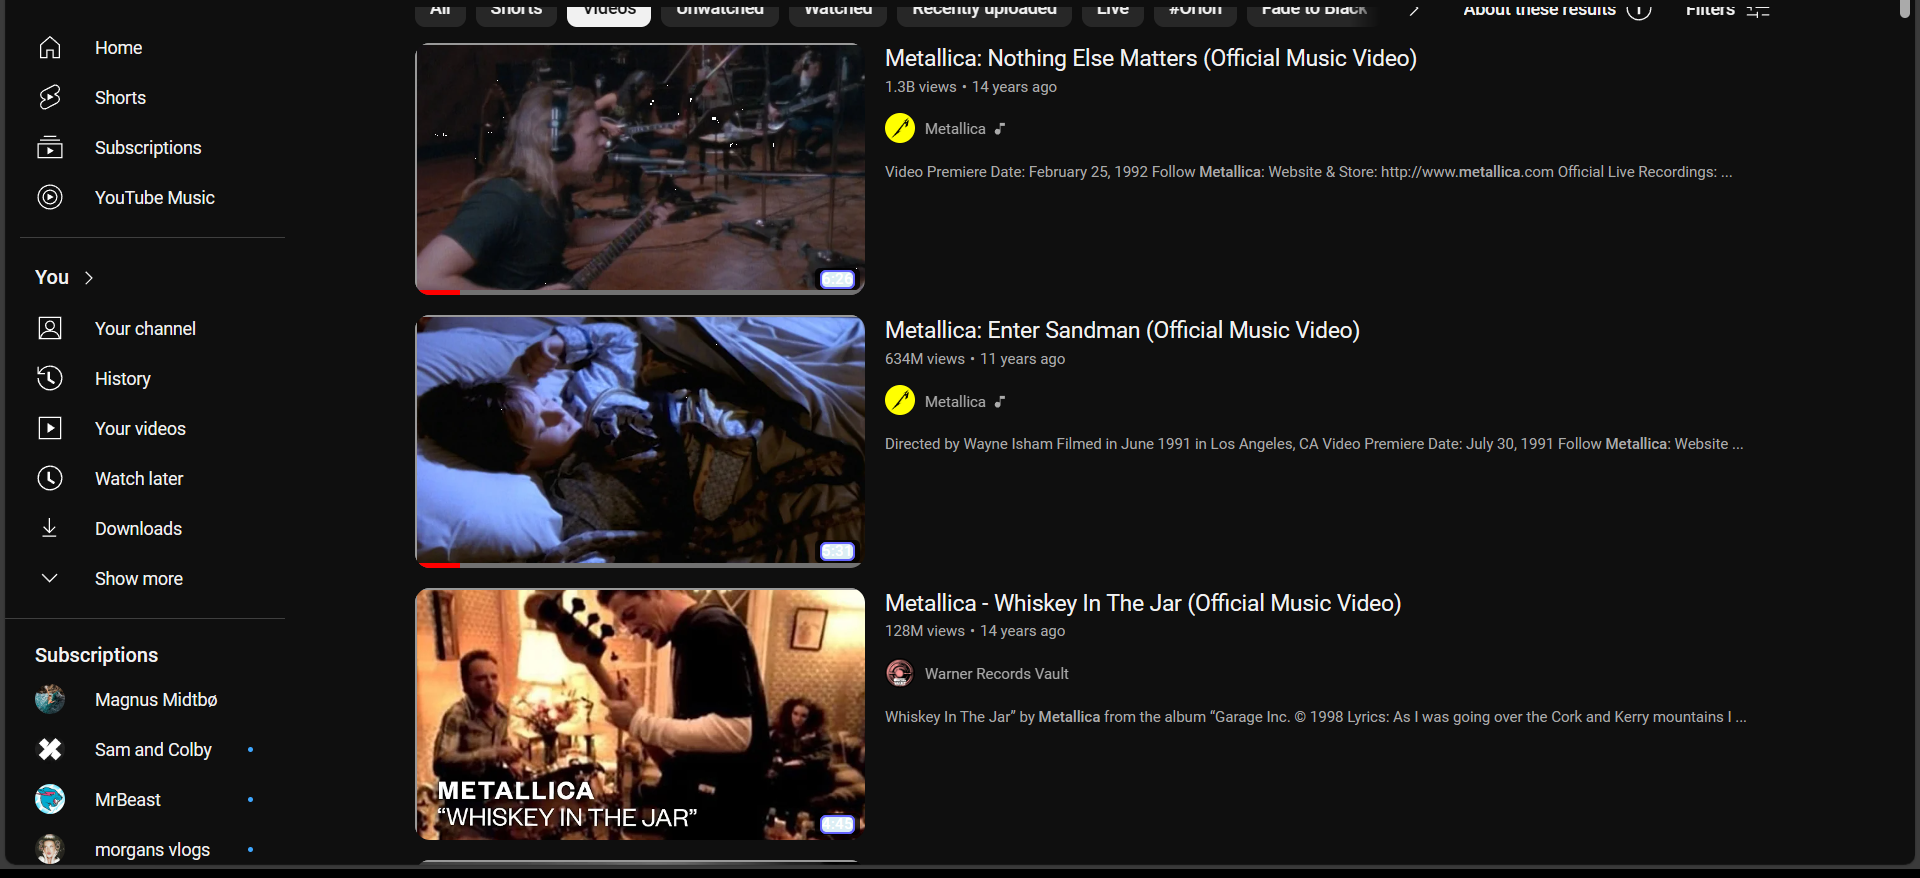 All
Shorts
Videos
Unwatched
Watched
Recently uploaded
Live
#Orion
Fade to Black
About these results
Filters
Home
Shorts
Subscriptions
YouTube Music
You
Your channel
History
Your videos
Watch later
Downloads
Show more
Subscriptions
Magnus Midtbø
Sam and Colby
MrBeast
morgans vlogs
Metallica: Nothing Else Matters (Official Music Video)
1.3B views • 14 years ago
Metallica
Video Premiere Date: February 25, 1992 Follow Metallica: Website & Store: http://www.metallica.com Official Live Recordings: ...
Metallica: Enter Sandman (Official Music Video)
634M views • 11 years ago
Metallica
Directed by Wayne Isham Filmed in June 1991 in Los Angeles, CA Video Premiere Date: July 30, 1991 Follow Metallica: Website ...
METALLICA
“WHISKEY IN THE JAR”
Metallica - Whiskey In The Jar (Official Music Video)
128M views • 14 years ago
Warner Records Vault
Whiskey In The Jar” by Metallica from the album “Garage Inc. © 1998 Lyrics: As I was going over the Cork and Kerry mountains I ...